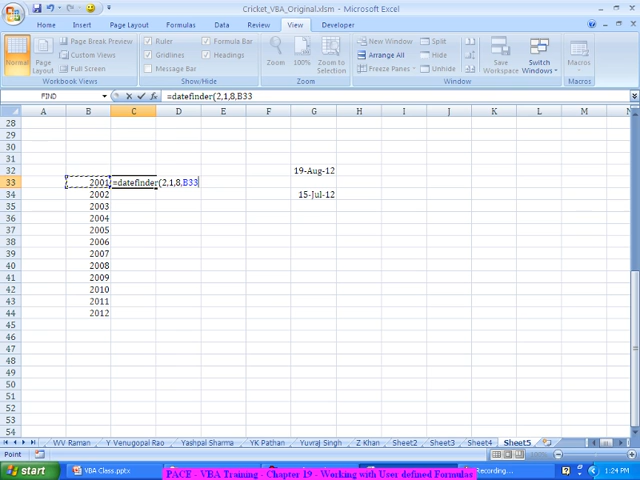 Cricket_VBA_Original.xlsm - Microsoft Excel
Home Insert Page Layout Formulas Data Review View Developer
Normal Page Layout Page Break Preview Custom Views Full Screen Workbook Views
Ruler Formula Bar Gridlines Headings Message Bar Show/Hide
Zoom 100% Zoom to Selection Zoom
New Window Arrange All Freeze Panes Split Hide Unhide Save Workspace Switch Windows Window
Macros Macros
FIND =datefinder(2,1,8,B33
A B C D E F G H I J K L M N
28
29
30
31
32 19-Aug-12
33 2001 =datefinder(2,1,8,B33
34 2002 15-Jul-12
35 2003
36 2004
37 2005
38 2006
39 2007
40 2008
41 2009
42 2010
43 2011
44 2012
45
46
47
48
49
50
51
52
53
54
WV Raman Y Venugopal Rao Yashpal Sharma YK Pathan Yuvraj Singh Z Khan Sheet2 Sheet3 Sheet4 Sheet5
Point
start VBA Class.pptx Recording... 1:24 PM
PACE - VBA Training - Chapter 19 - Working with User defined Formulas